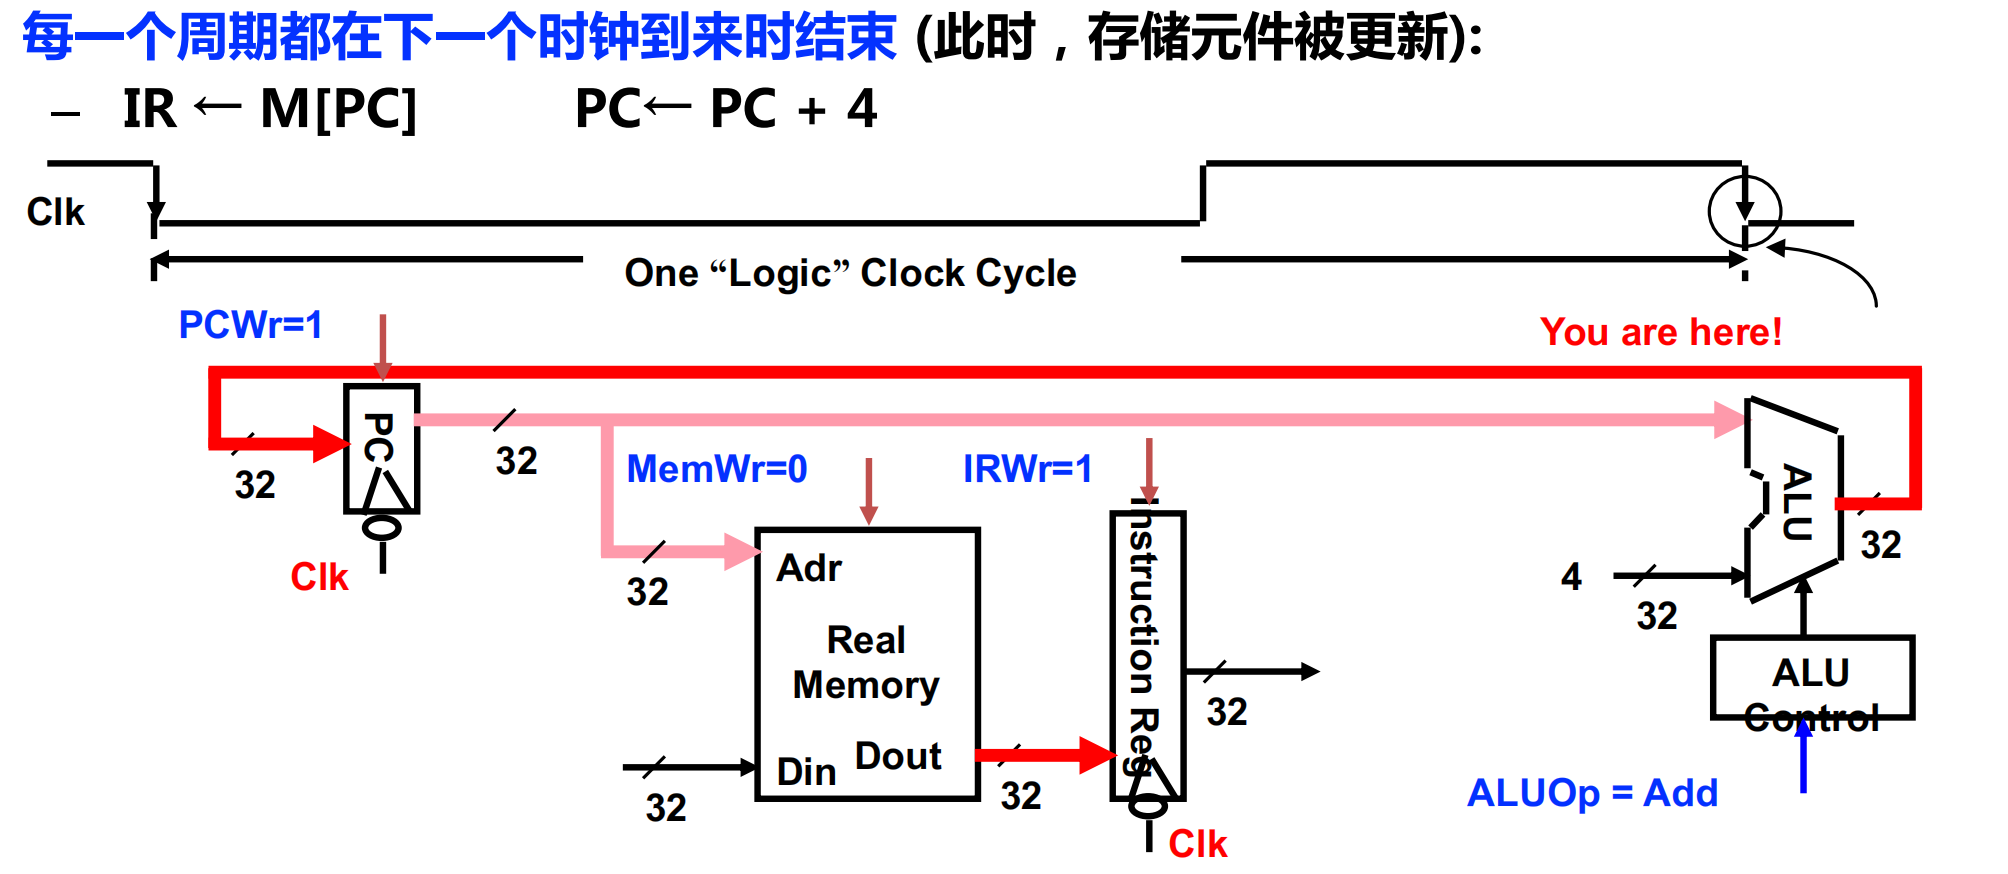 每一个周期都在下一个时钟到来时结束 (此时，存储元件被更新):
– IR ← M[PC] PC← PC + 4
Clk
One “Logic” Clock Cycle
PCWr=1
You are here!
PC
32
32
MemWr=0
IRWr=1
Clk
32
Adr
Real
Memory
Din
Dout
32
32
Instruction Reg
32
Clk
ALU
32
4
32
ALU
Control
ALUOp = Add